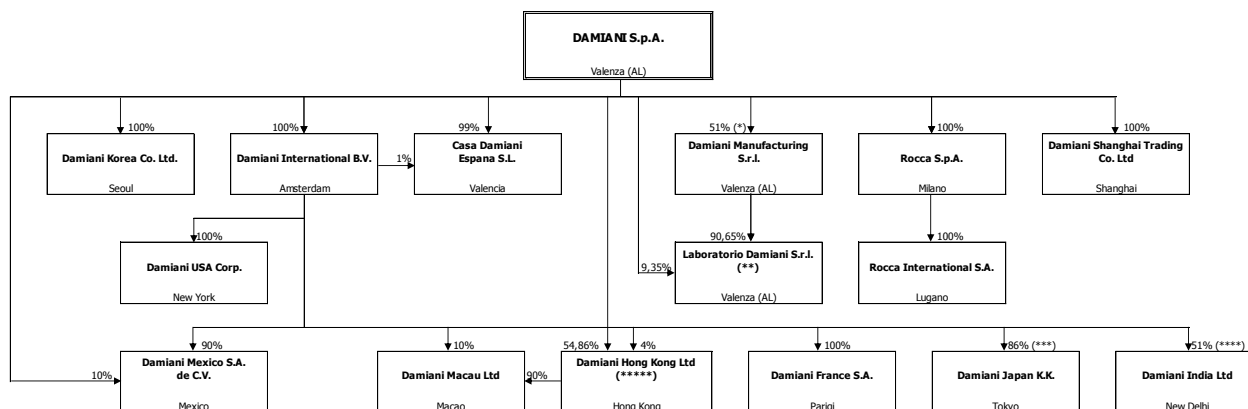 DAMIANI S.p.A.
Valenza (AL)
100%
100%
99%
51% (*)
100%
100%
Damiani Korea Co. Ltd.
Seoul
Damiani International B.V.
Amsterdam
1%
Casa Damiani
Espana S.L.
Valencia
Damiani Manufacturing
S.r.l.
Valenza (AL)
Rocca S.p.A.
Milano
Damiani Shanghai Trading
Co. Ltd
Shanghai
100%
Damiani USA Corp.
New York
90,65%
9,35%
Laboratorio Damiani S.r.l.
(**)
Valenza (AL)
100%
Rocca International S.A.
Lugano
90%
10%
Damiani Mexico S.A.
de C.V.
Mexico
10%
Damiani Macau Ltd
Macao
90%
54,86%
4%
Damiani Hong Kong Ltd
(*****)
Hong Kong
100%
Damiani France S.A.
Parigi
86% (***)
Damiani Japan K.K.
Tokyo
51% (****)
Damiani India Ltd
New Delhi